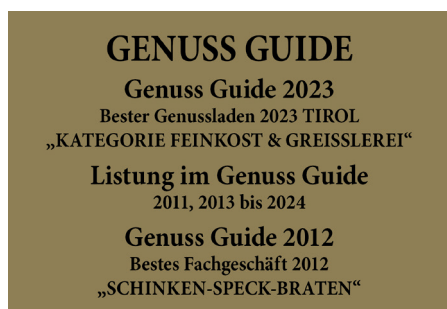 GENUSS GUIDE
Genuss Guide 2023
Bester Genussladen 2023 TIROL
„KATEGORIE FEINKOST & GREISSLEREI“
Listung im Genuss Guide
2011, 2013 bis 2024
Genuss Guide 2012
Bestes Fachgeschäft 2012
„SCHINKEN-SPECK-BRATEN“